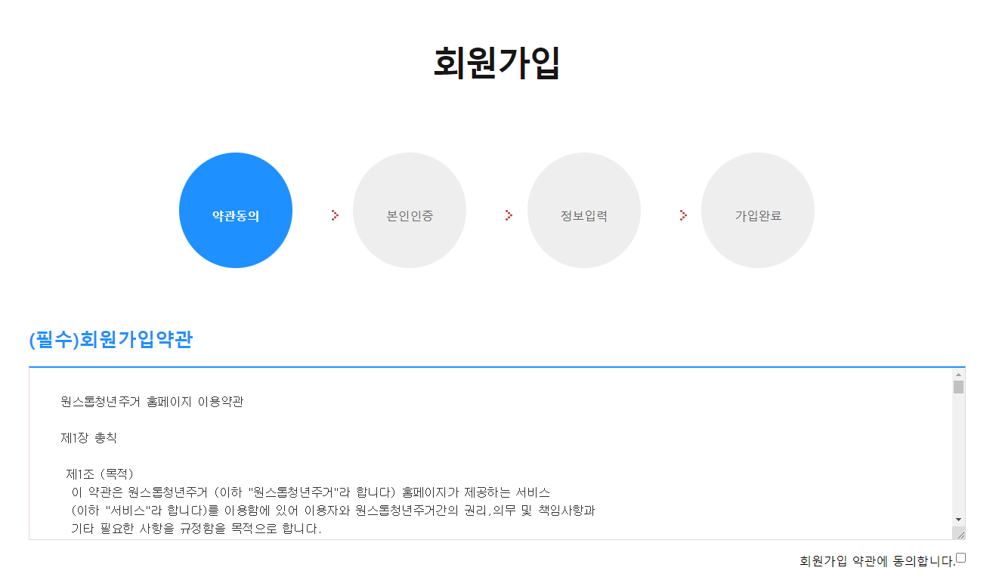 회원가입
약관동의
본인인증
정보입력
가입완료
(필수)회원가입약관
원스톱청년주거 홈페이지 이용약관
제1장 총칙
제1조 (목적)
이 약관은 원스톱청년주거 (이하 "원스톱청년주거"라 합니다) 홈페이지가 제공하는 서비스
(이하 "서비스"라 합니다)를 이용함에 있어 이용자와 원스톱청년주거간의 권리,의무 및 책임사항과
기타 필요한 사항을 규정함을 목적으로 합니다.
회원가입 약관에 동의합니다.